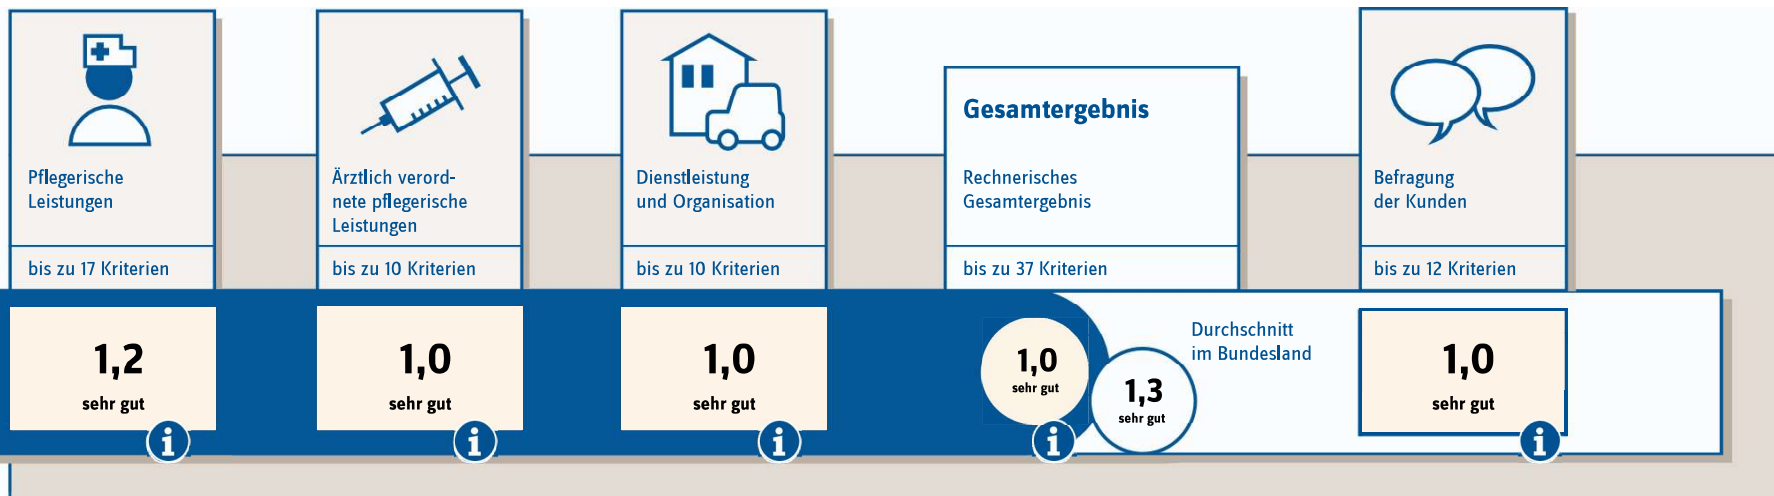 Pflegerische
Leistungen
bis zu 17 Kriterien
1,2
sehr gut
i
Ärztlich verord-
nete pflegerische
Leistungen
bis zu 10 Kriterien
1,0
sehr gut
i
Dienstleistung
und Organisation
bis zu 10 Kriterien
1,0
sehr gut
i
Gesamtergebnis
Rechnerisches
Gesamtergebnis
bis zu 37 Kriterien
1,0
sehr gut
i
1,3
sehr gut
Durchschnitt
im Bundesland
Befragung
der Kunden
bis zu 12 Kriterien
1,0
sehr gut
i